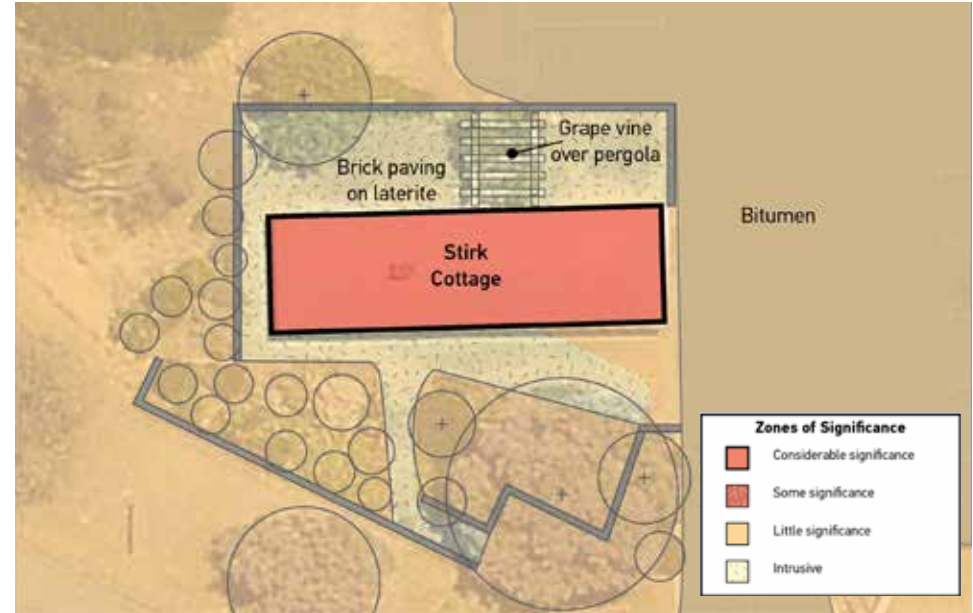 Grape vine
over pergola
Brick paving
on laterite
Bitumen
Stirk
Cottage
Zones of Significance
Considerable significance
Some significance
Little significance
Intrusive